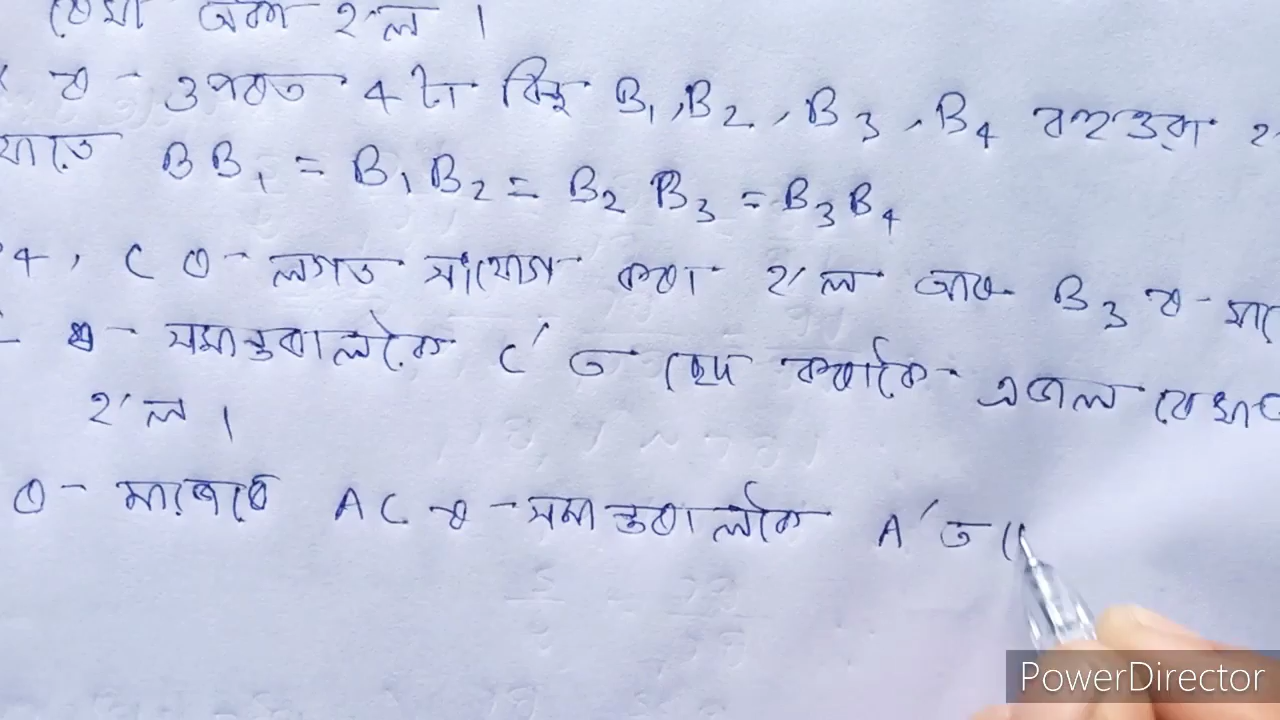 ৰেখা অংকা হ'ল ।
ৰ - ওপৰত 4 টা বিন্দু B₁, B₂, B₃, B₄ বহুওৱা
যাতে BB₁ = B₁B₂ = B₂B₃ = B₃B₄
4, C ৰ - লগত সংযোগ কৰা হ'ল আৰু B₃ ৰ -
ৰ - সমান্তৰালকৈ C′ ত ছেদ কৰাকৈ এডাল
হ'ল ।
ৰ - মাজেৰে AC ৰ - সমান্তৰালকৈ A′ ত
PowerDirector